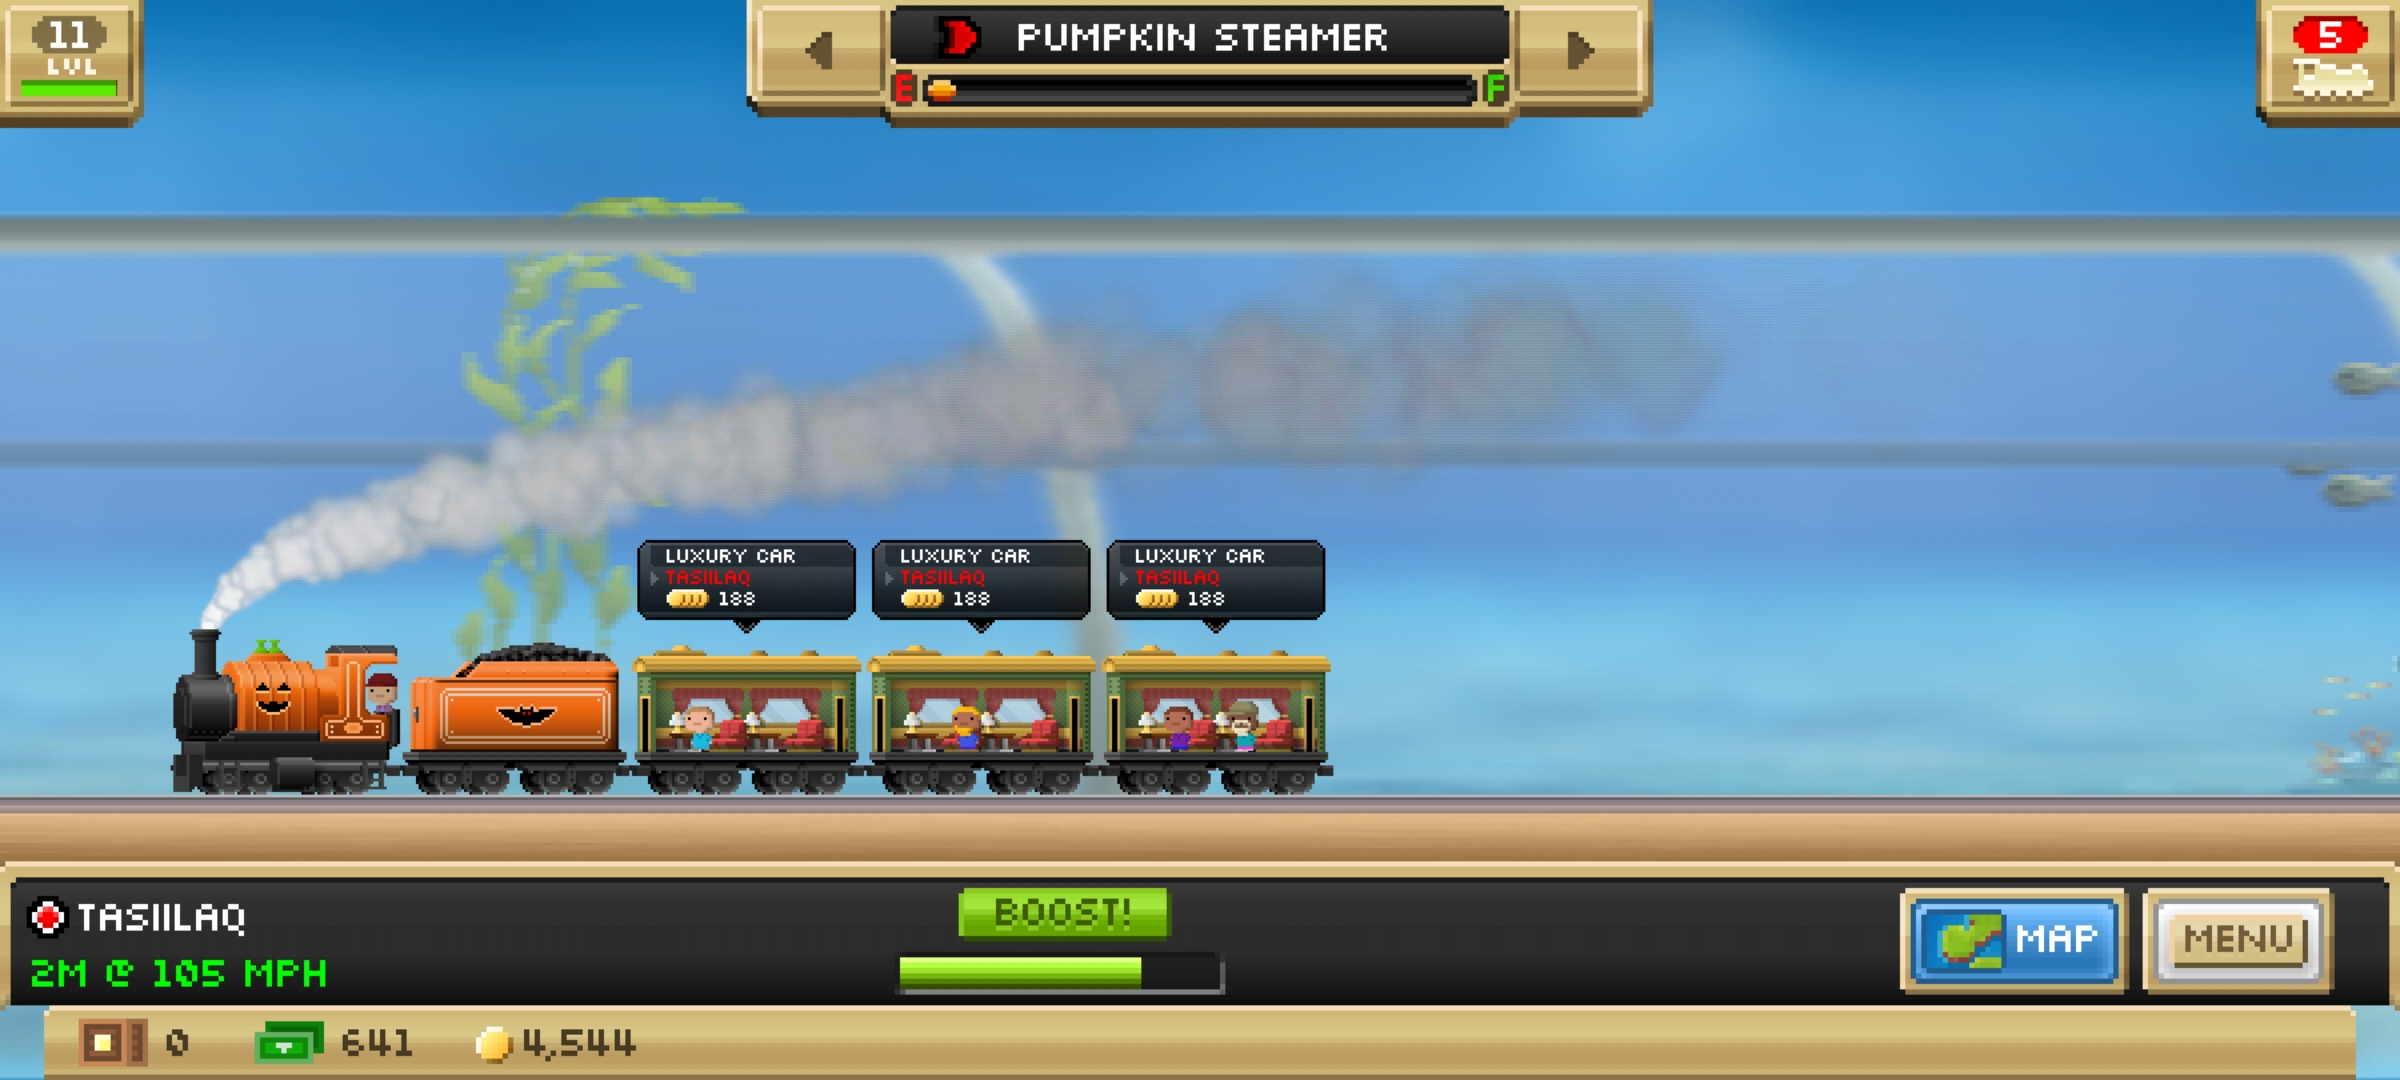 11
LVL
PUMPKIN STEAMER
E F
5
LUXURY CAR
TASIILAQ
188
LUXURY CAR
TASIILAQ
188
LUXURY CAR
TASIILAQ
188
TASIILAQ
2M @ 105 MPH
BOOST!
MAP
MENU
0
641
4,544